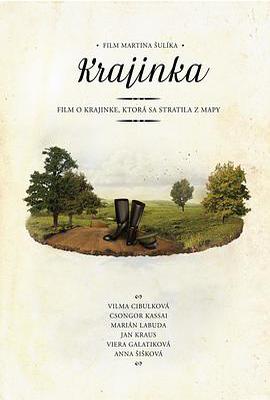 • FILM MARTINA ŠULÍKA •
Krajinka
FILM O KRAJINKE, KTORÁ SA STRATILA Z MAPY
VILMA CIBULKOVÁ
CSONGOR KASSAI
MARIÁN LABUDA
JAN KRAUS
VIERA GALATIKOVÁ
ANNA ŠIŠKOVÁ